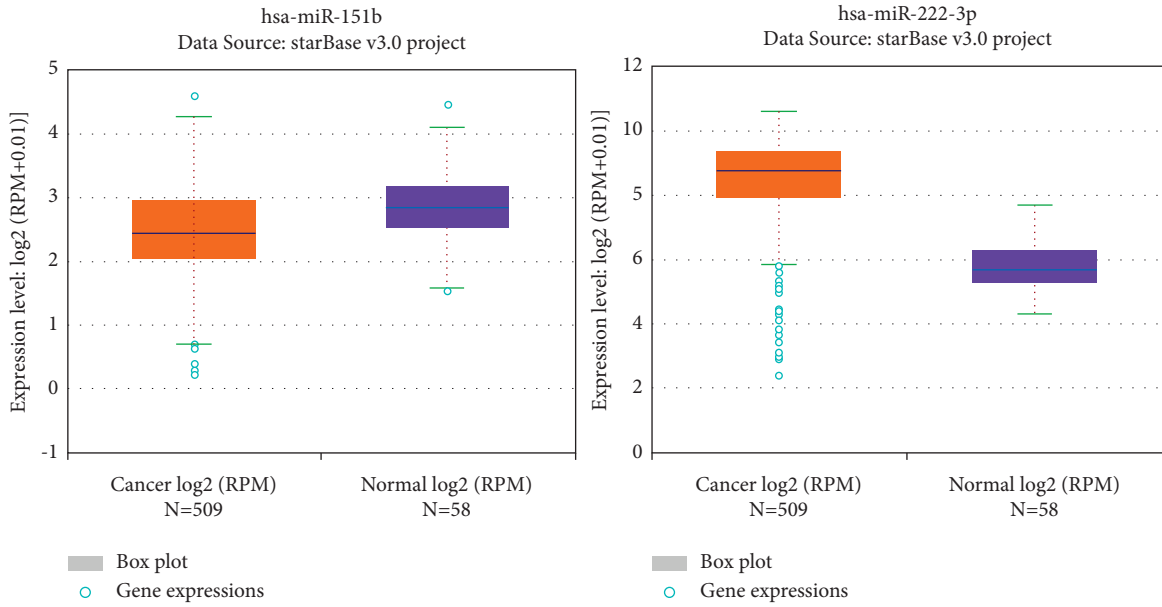 hsa-miR-151b
Data Source: starBase v3.0 project
Expression level: log2 (RPM+0.01)]
5
4
3
2
1
0
-1
Cancer log2 (RPM)
N=509
Normal log2 (RPM)
N=58
Box plot
Gene expressions
hsa-miR-222-3p
Data Source: starBase v3.0 project
Expression level: log2 (RPM+0.01)]
12
10
5
6
4
2
0
Cancer log2 (RPM)
N=509
Normal log2 (RPM)
N=58
Box plot
Gene expressions